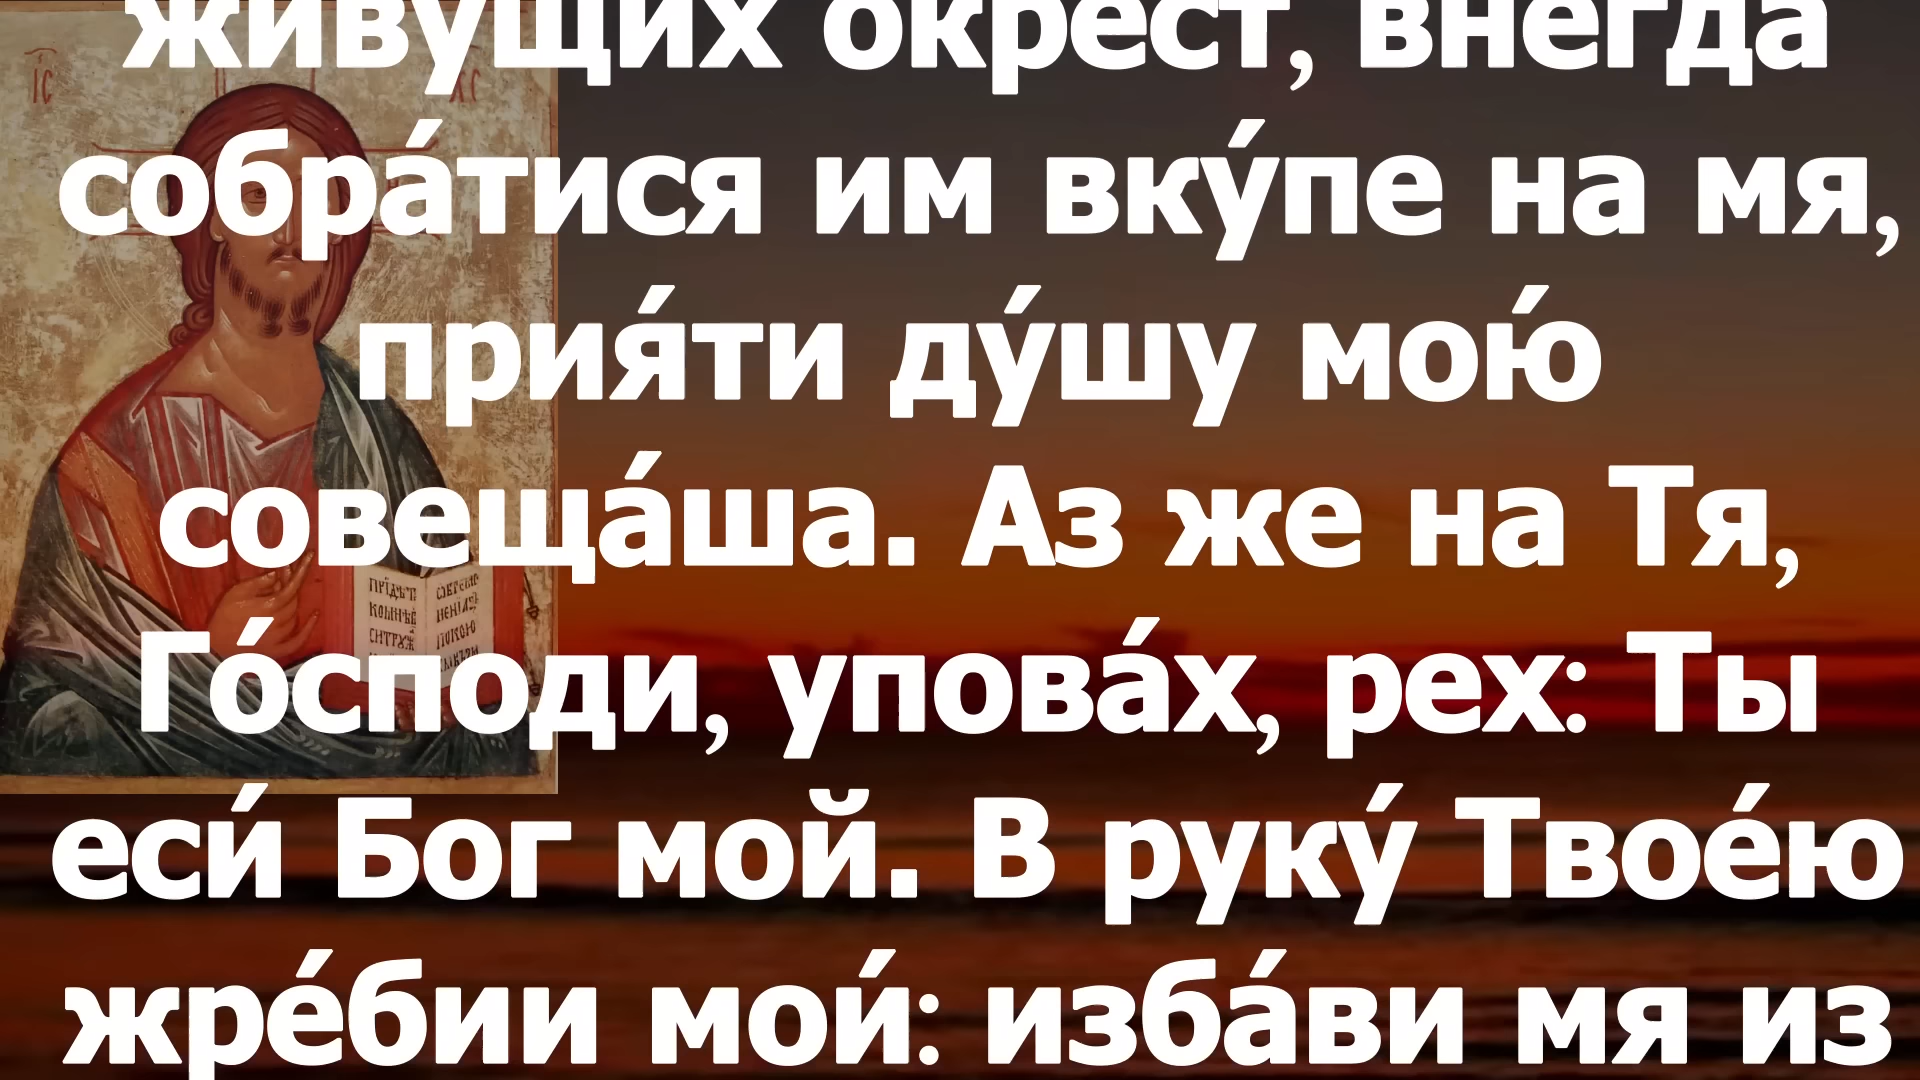 живущих окрест, внегда
собра́тися им вку́пе на мя,
прия́ти ду́шу мою́
совеща́ша. Аз же на Тя,
Го́споди, упова́х, рех: Ты
еси́ Бог мой. В руку́ Твое́ю
жре́бии мои́: изба́ви мя из